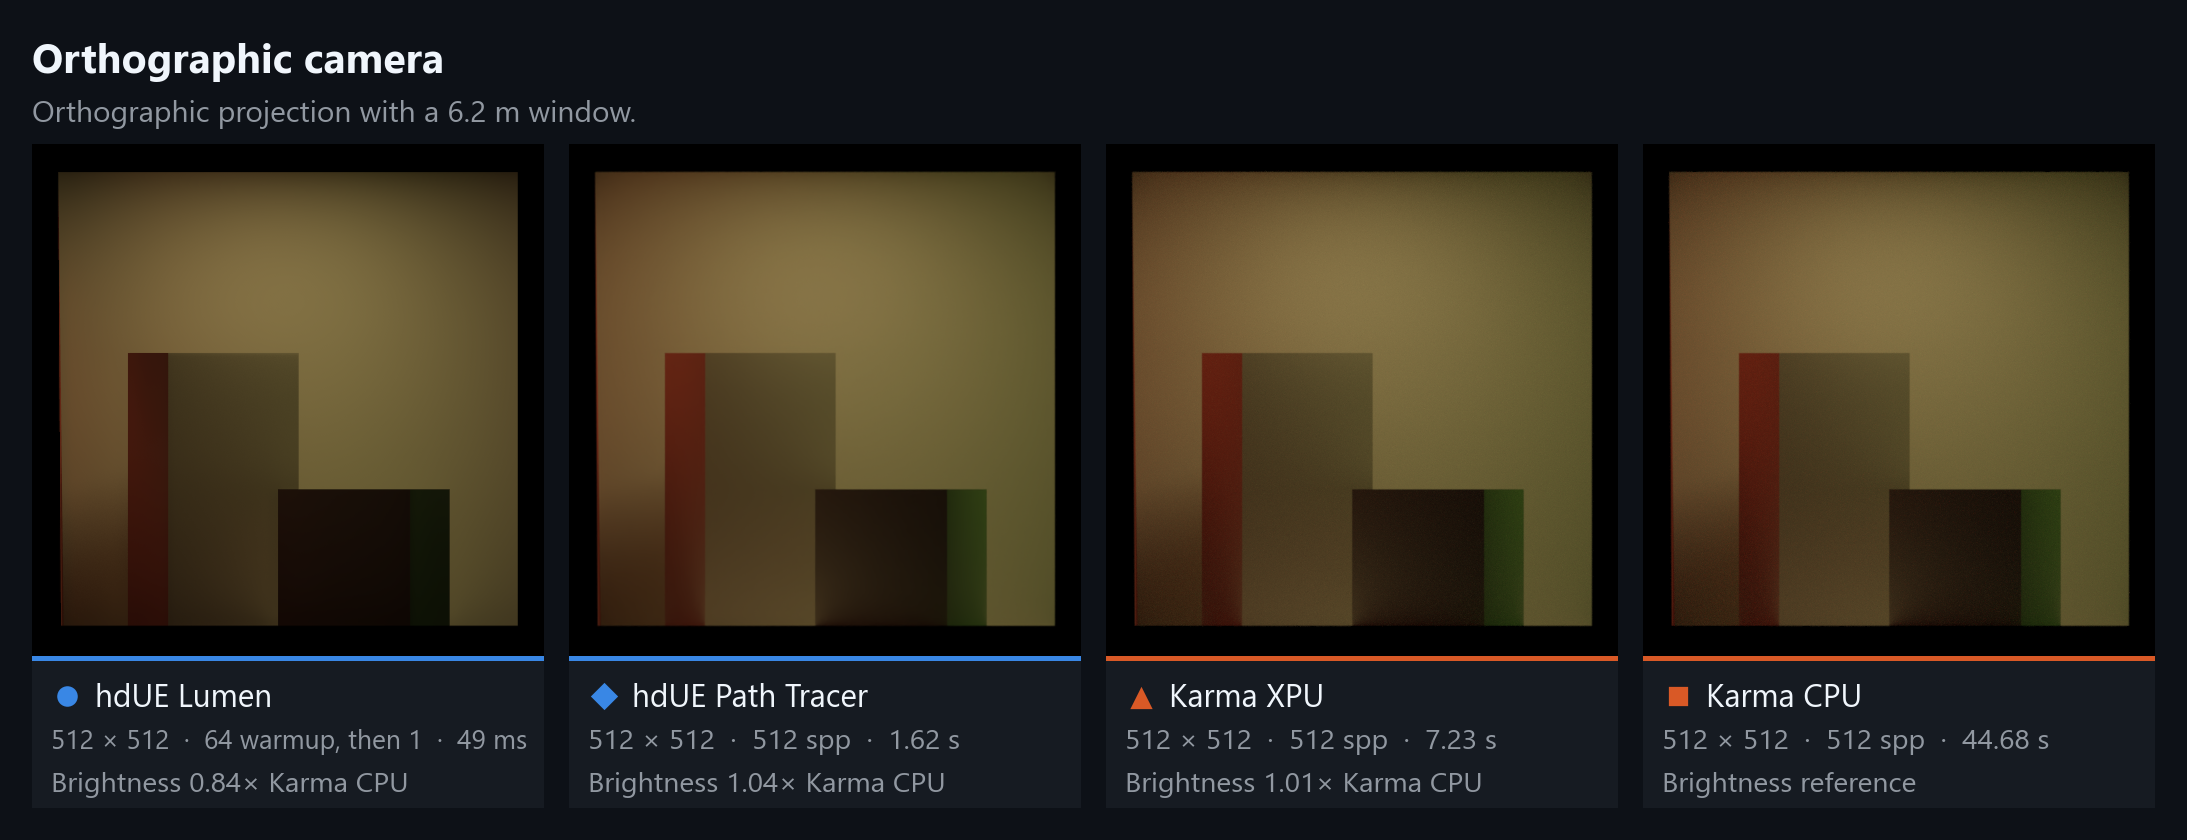 Orthographic camera
Orthographic projection with a 6.2 m window.
hdUE Lumen
512 × 512 · 64 warmup, then 1 · 49 ms
Brightness 0.84× Karma CPU
hdUE Path Tracer
512 × 512 · 512 spp · 1.62 s
Brightness 1.04× Karma CPU
Karma XPU
512 × 512 · 512 spp · 7.23 s
Brightness 1.01× Karma CPU
Karma CPU
512 × 512 · 512 spp · 44.68 s
Brightness reference